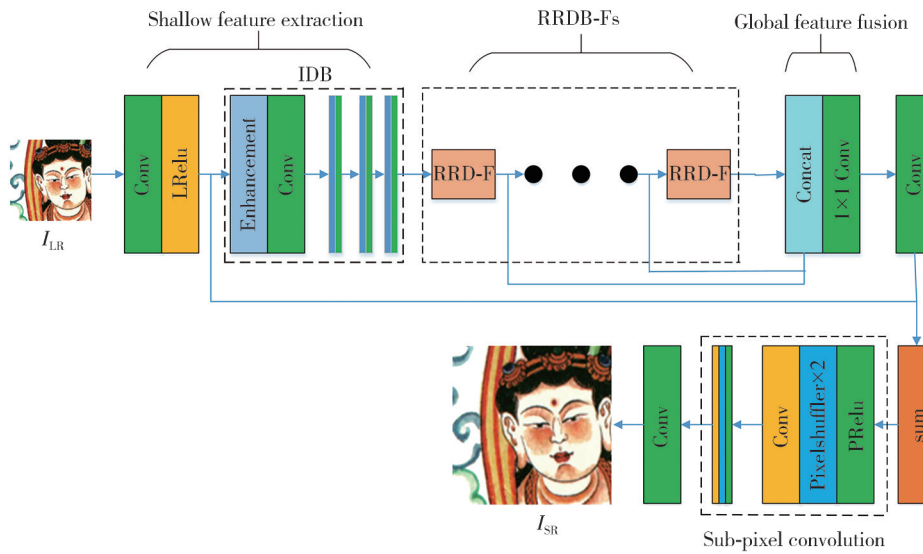 Shallow feature extraction
RRDB-Fs
Global feature fusion
IDB
Conv
LRelu
Enhancement
Conv
RRD-F
RRD-F
Concat
1×1 Conv
Conv
I_LR
Conv
Conv
Pixelshuffler×2
PRelu
sum
I_SR
Sub-pixel convolution